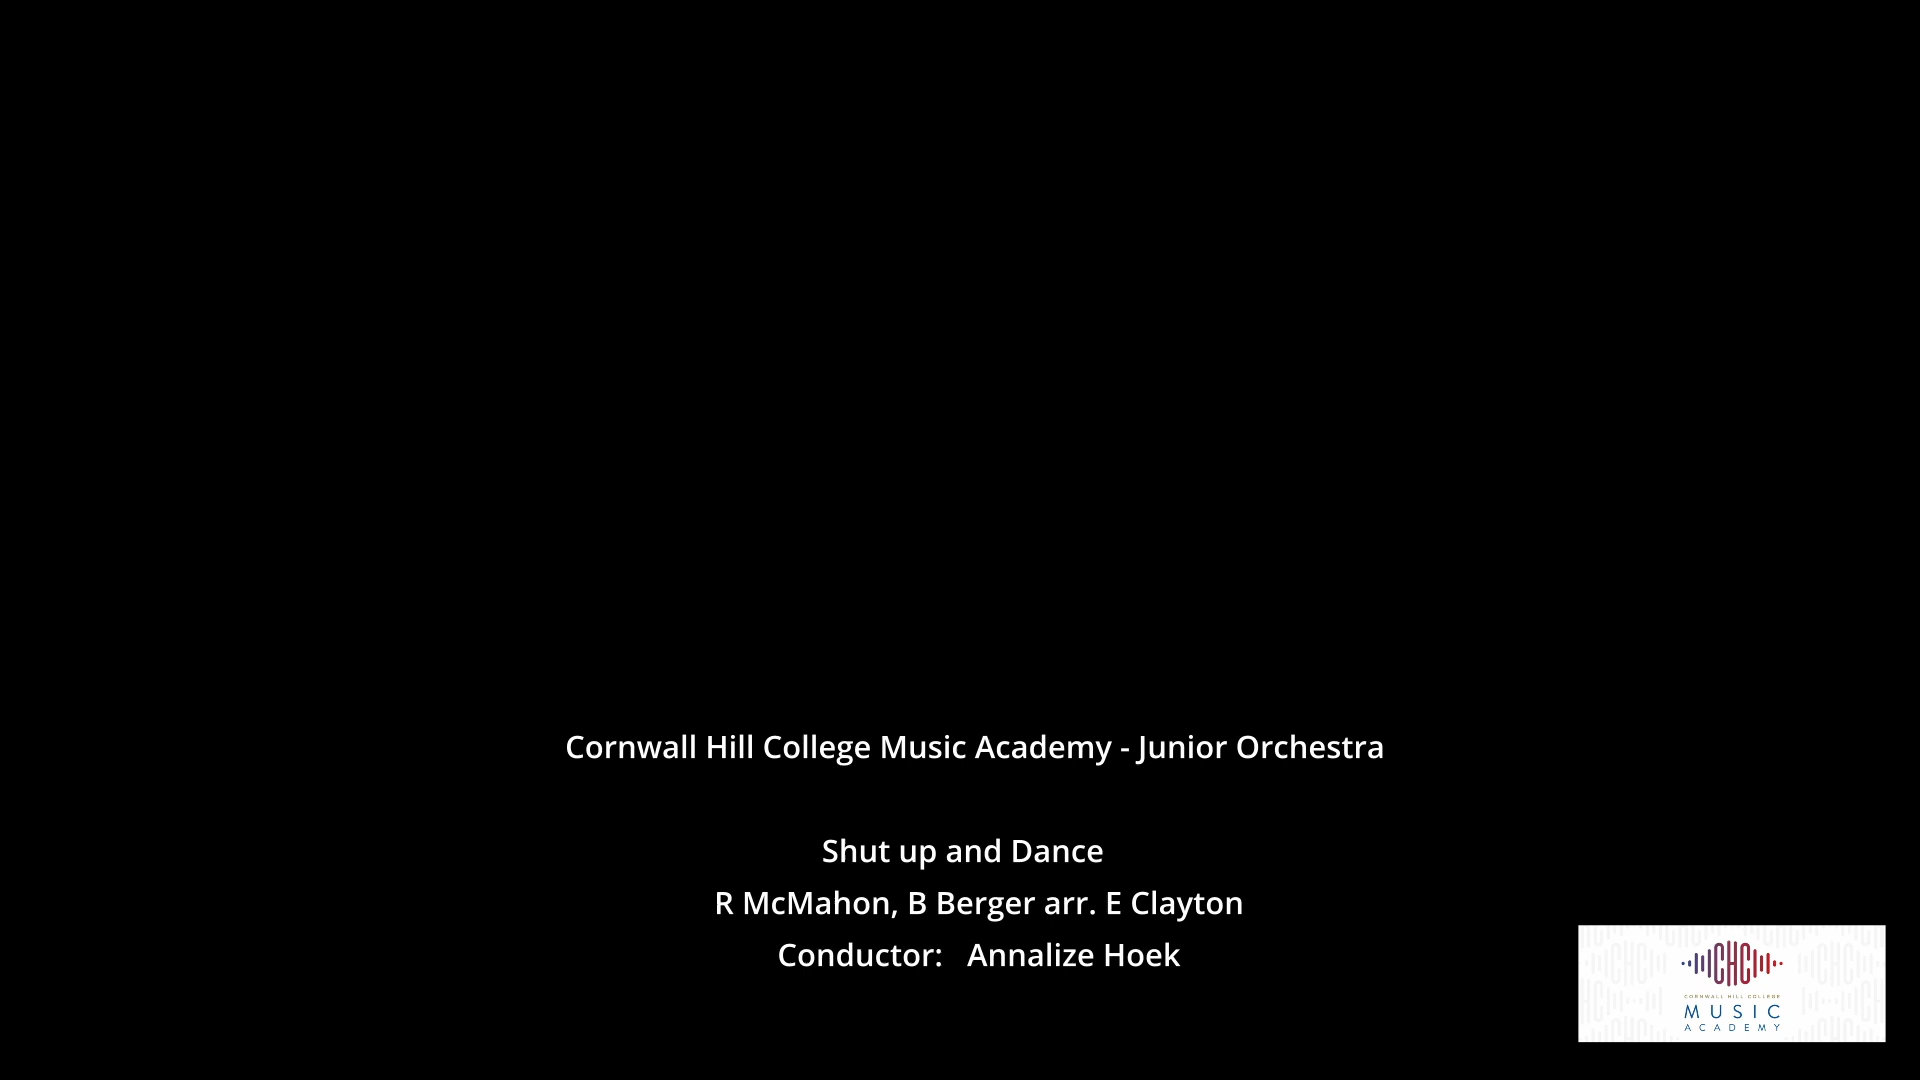 Cornwall Hill College Music Academy - Junior Orchestra
Shut up and Dance
R McMahon, B Berger arr. E Clayton
Conductor:   Annalize Hoek
CHC
CORNWALL HILL COLLEGE
MUSIC
ACADEMY